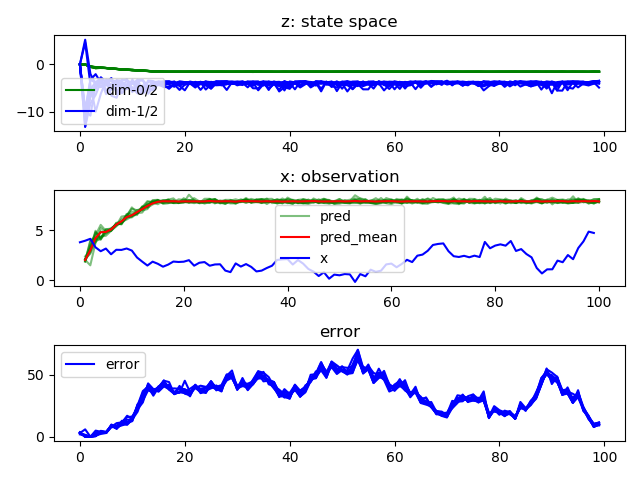 z: state space
0
−10
dim-0/2
dim-1/2
0 20 40 60 80 100
x: observation
5
0
pred
pred_mean
x
0 20 40 60 80 100
error
50
0
error
0 20 40 60 80 100